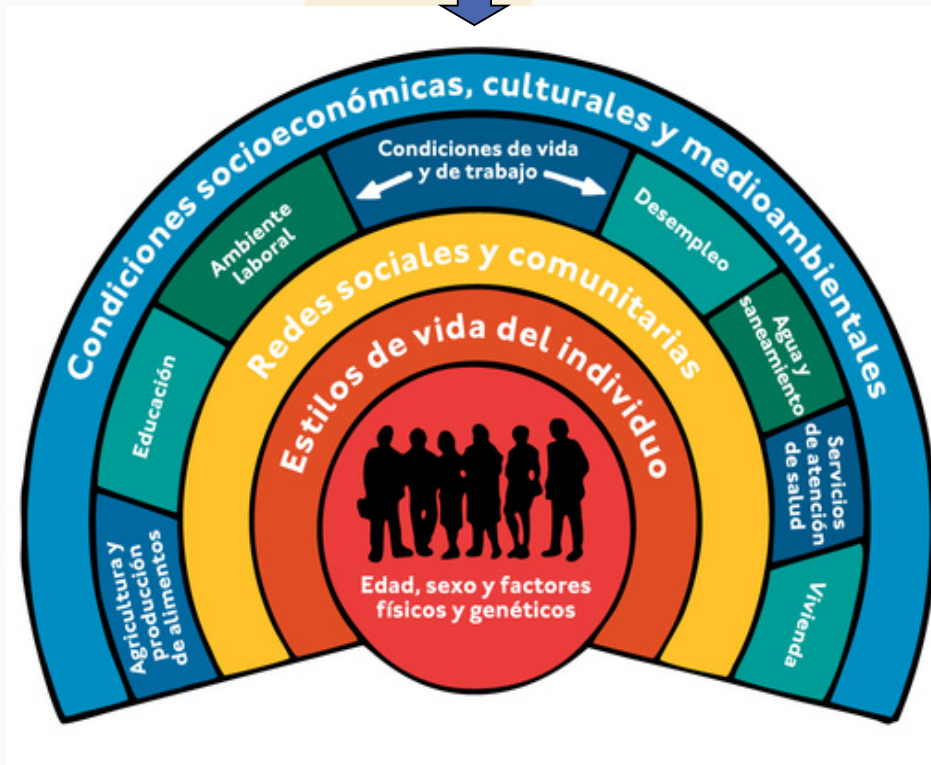 Condiciones socioeconómicas, culturales y medioambientales
Condiciones de vida
y de trabajo
Agricultura y
producción
de alimentos
Educación
Ambiente
laboral
Desempleo
Agua y
saneamiento
Servicios
de atención
de salud
Vivienda
Redes sociales y comunitarias
Estilos de vida del individuo
Edad, sexo y factores
físicos y genéticos